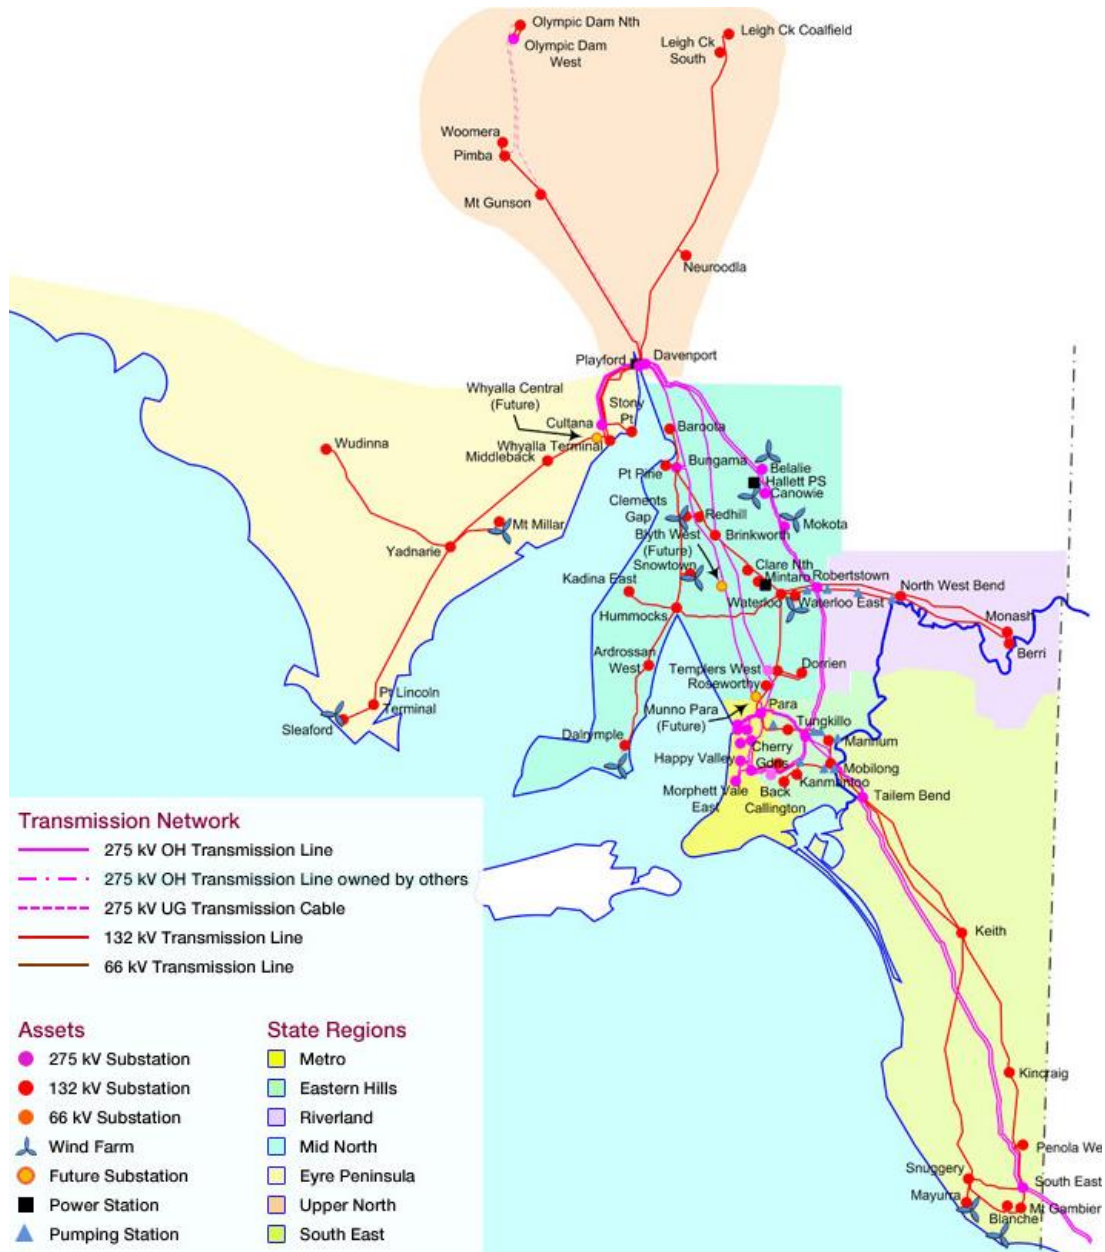 Olympic Dam Nth
Olympic Dam
West
Leigh Ck Coalfield
Leigh Ck
South
Woomera
Pimba
Mt Gunson
Neuroodla
Playford
Davenport
Whyalla Central
(Future)
Stony
Pt
Cultana
Whyalla Terminal
Baroota
Wudinna
Middleback
Bungama
Pt Pirie
Belalie
Hallett PS
Canowie
Clements
Gap
Redhill
Mokota
Mt Millar
Blyth West
(Future)
Brinkworth
Yadnarie
Snowtown
Clare Nth
Mintaro
Robertstown
Kadina East
North West Bend
Waterloo
Waterloo East
Hummocks
Monash
Berri
Ardrossan
West
Templers West
Dorrien
Roseworthy
Pt Lincoln
Terminal
Munno Para
(Future)
Para
Sleaford
Tungkillo
Dalrymple
Mannum
Cherry
Gdns
Happy Valley
Mobilong
Kanmantoo
Morphett Vale
East
Back
Callington
Tailem Bend
Transmission Network
275 kV OH Transmission Line
275 kV OH Transmission Line owned by others
275 kV UG Transmission Cable
132 kV Transmission Line
66 kV Transmission Line
Keith
Assets
275 kV Substation
132 kV Substation
66 kV Substation
Wind Farm
Future Substation
Power Station
Pumping Station
State Regions
Metro
Eastern Hills
Riverland
Mid North
Eyre Peninsula
Upper North
South East
Kincraig
Penola We
Snuggery
South East
Mayurra
Mt Gambier
Blanche